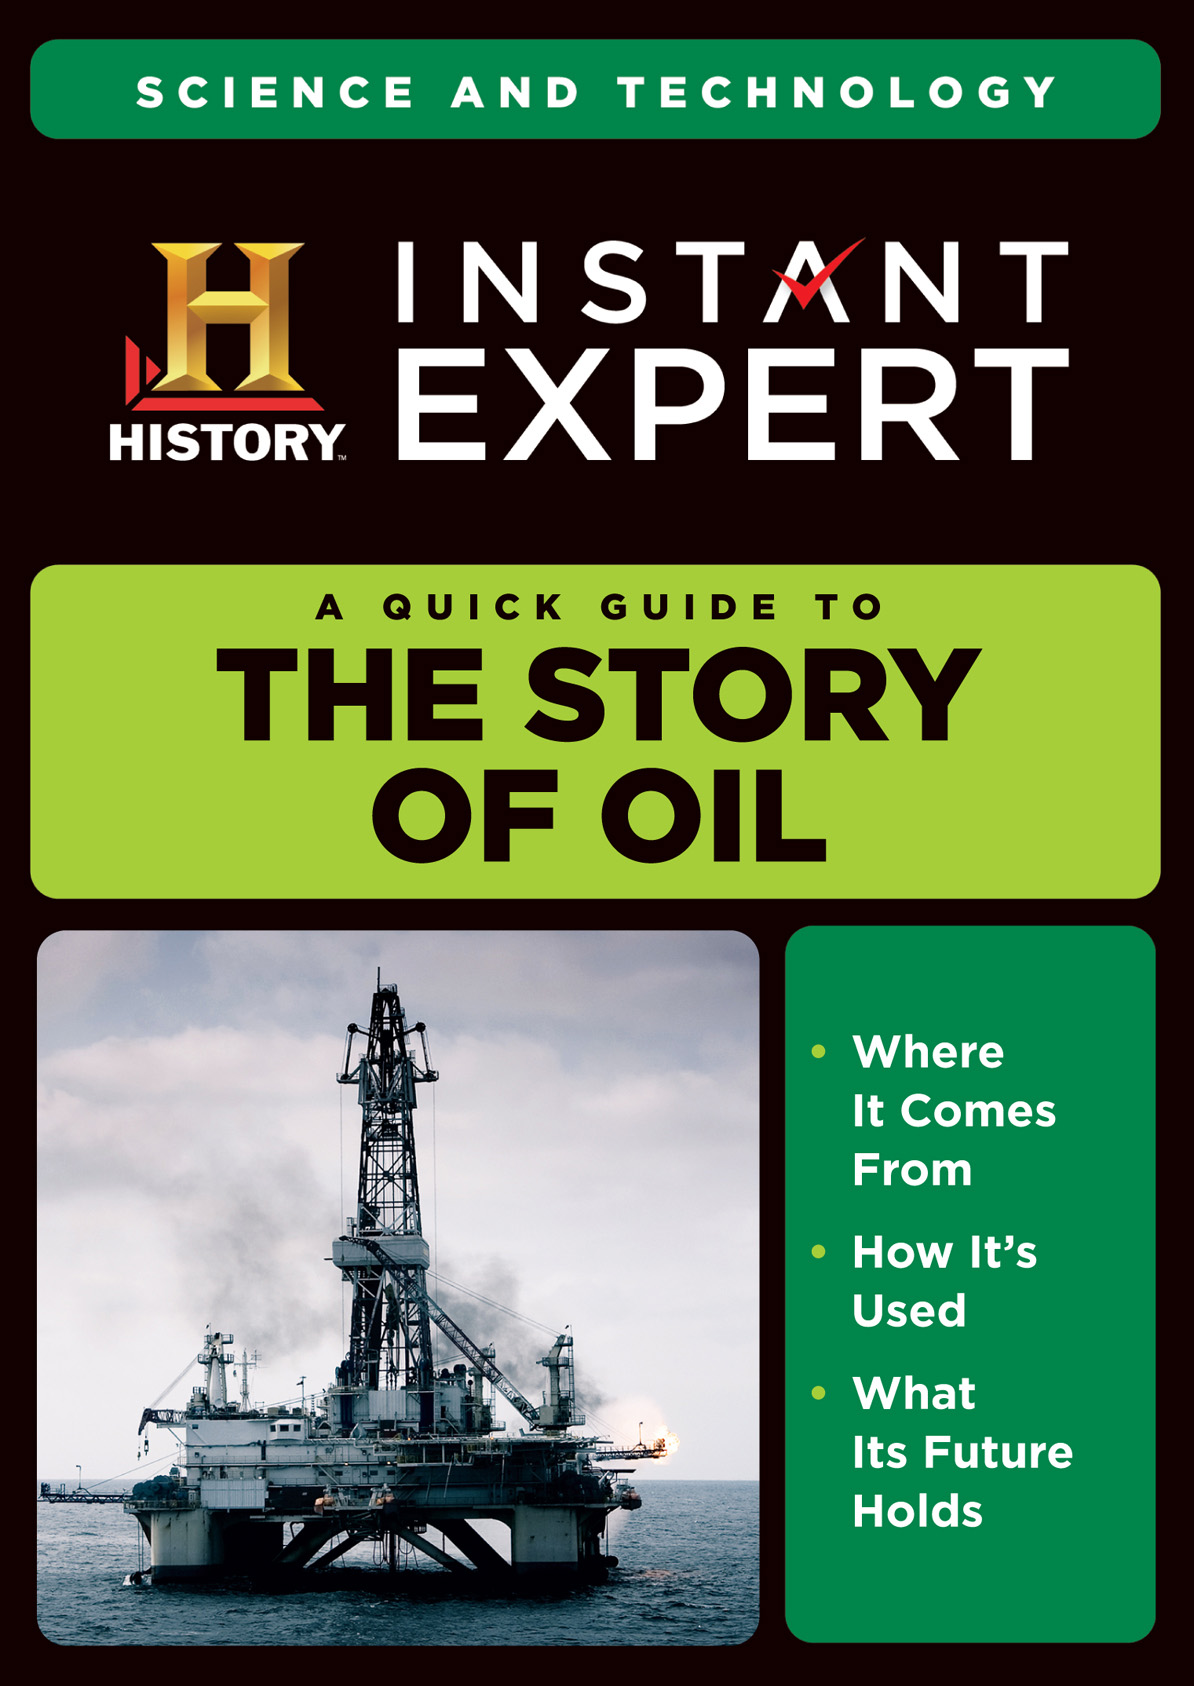 SCIENCE AND TECHNOLOGY
INSTANT
EXPERT
HISTORY™
A QUICK GUIDE TO
THE STORY
OF OIL
• Where
It Comes
From
• How It’s
Used
• What
Its Future
Holds